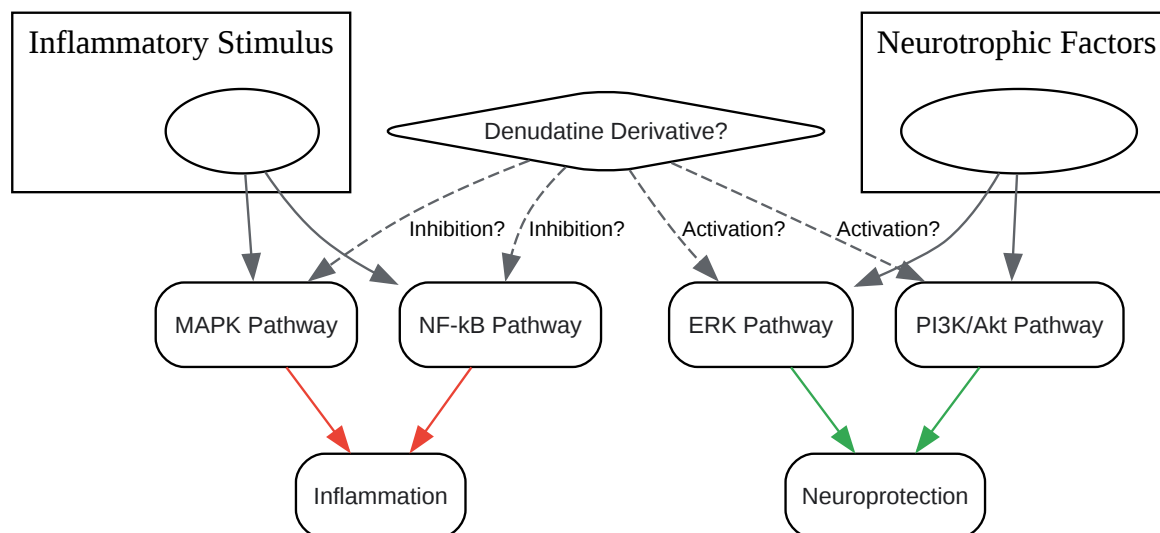 Inflammatory Stimulus
Neurotrophic Factors
Denudatine Derivative?
Inhibition?
Inhibition?
Activation?
Activation?
MAPK Pathway
NF-kB Pathway
ERK Pathway
PI3K/Akt Pathway
Inflammation
Neuroprotection